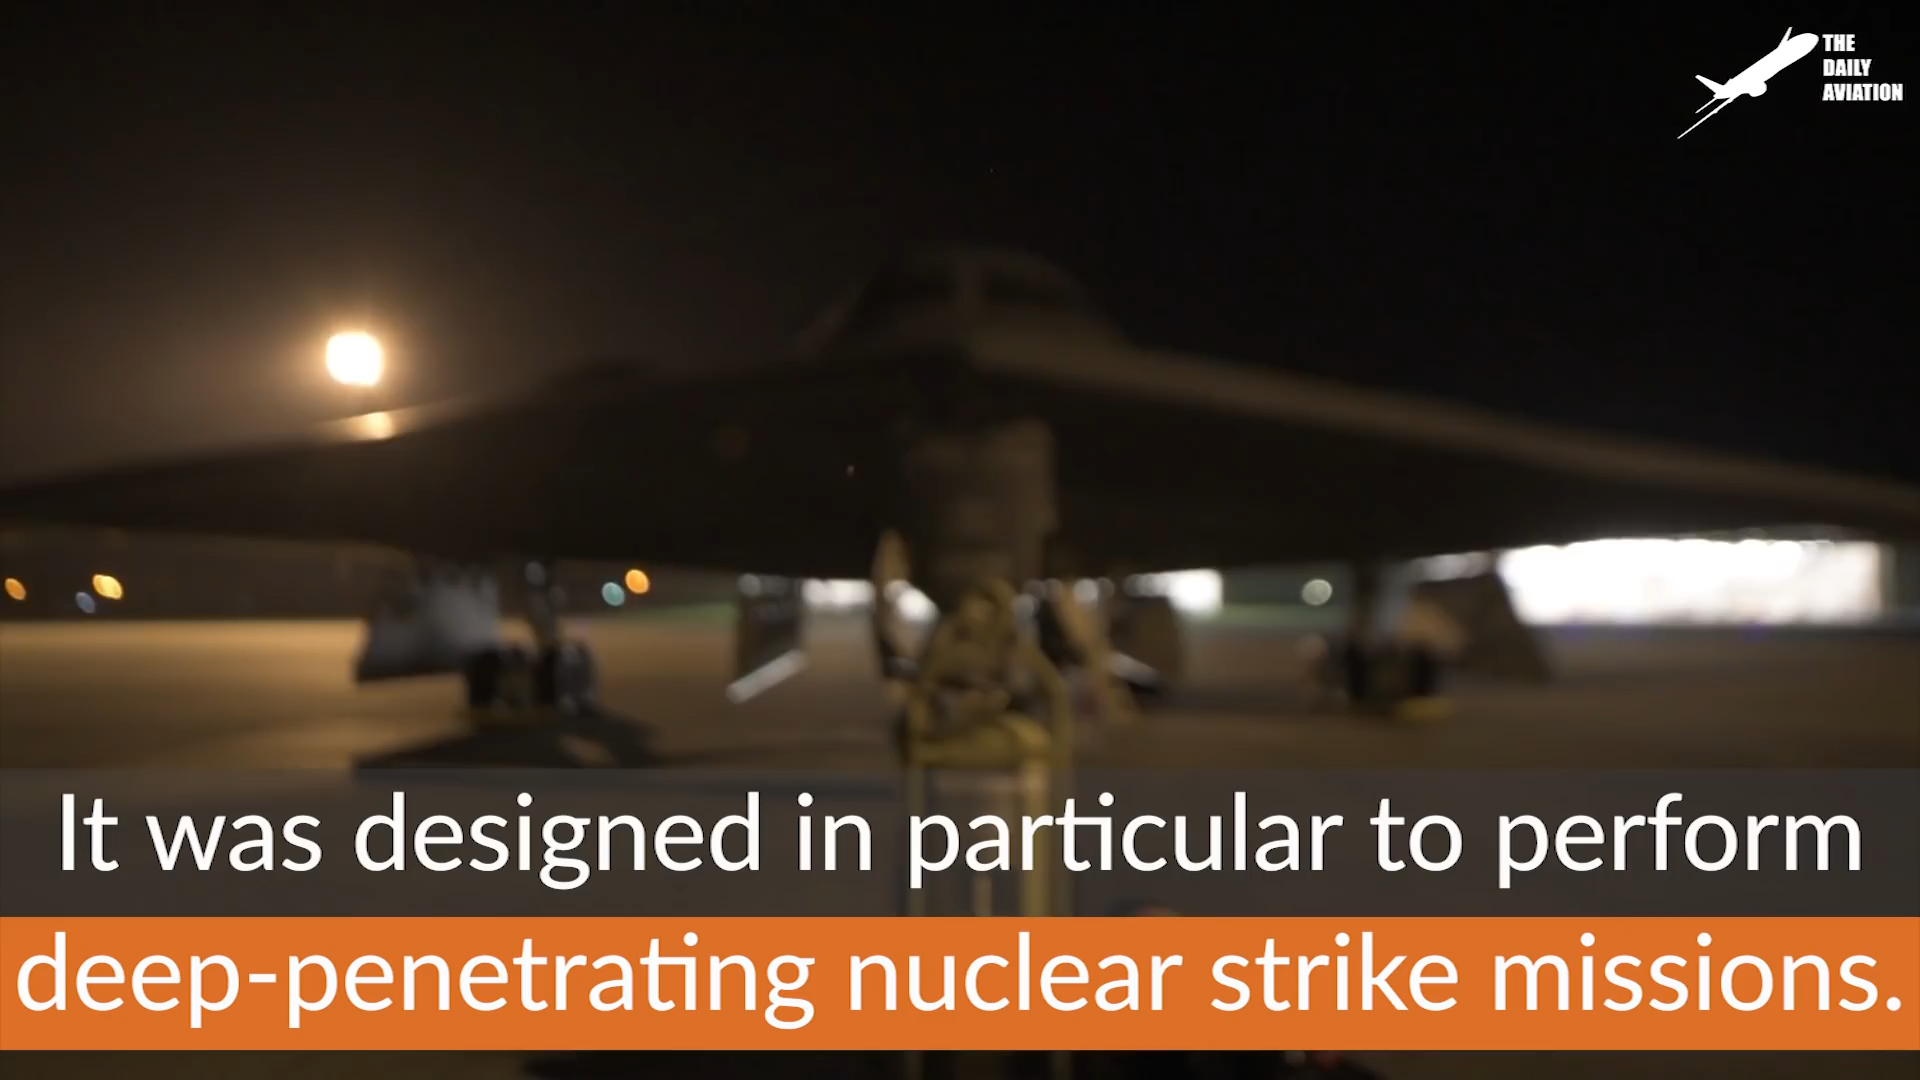 THE
DAILY
AVIATION
It was designed in particular to perform
deep-penetrating nuclear strike missions.